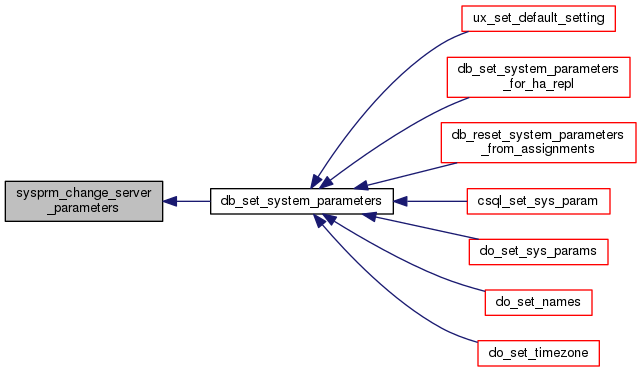 ux_set_default_setting
db_set_system_parameters
_for_ha_repl
db_reset_system_parameters
_from_assignments
sysprm_change_server
_parameters
db_set_system_parameters
csql_set_sys_param
do_set_sys_params
do_set_names
do_set_timezone